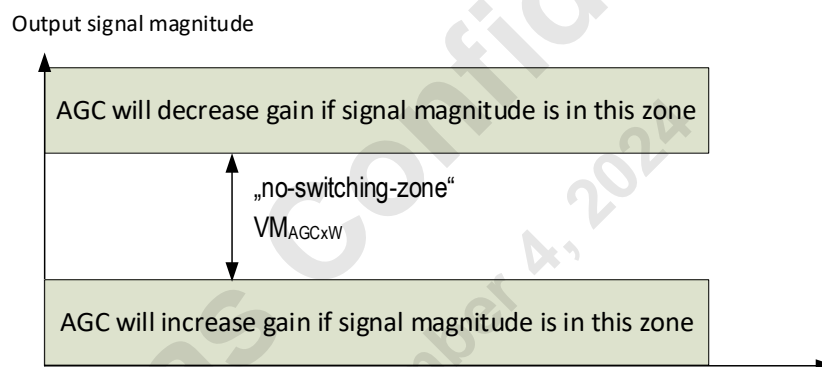 Output signal magnitude
AGC will decrease gain if signal magnitude is in this zone
„no-switching-zone“
VMAGCxW
AGC will increase gain if signal magnitude is in this zone